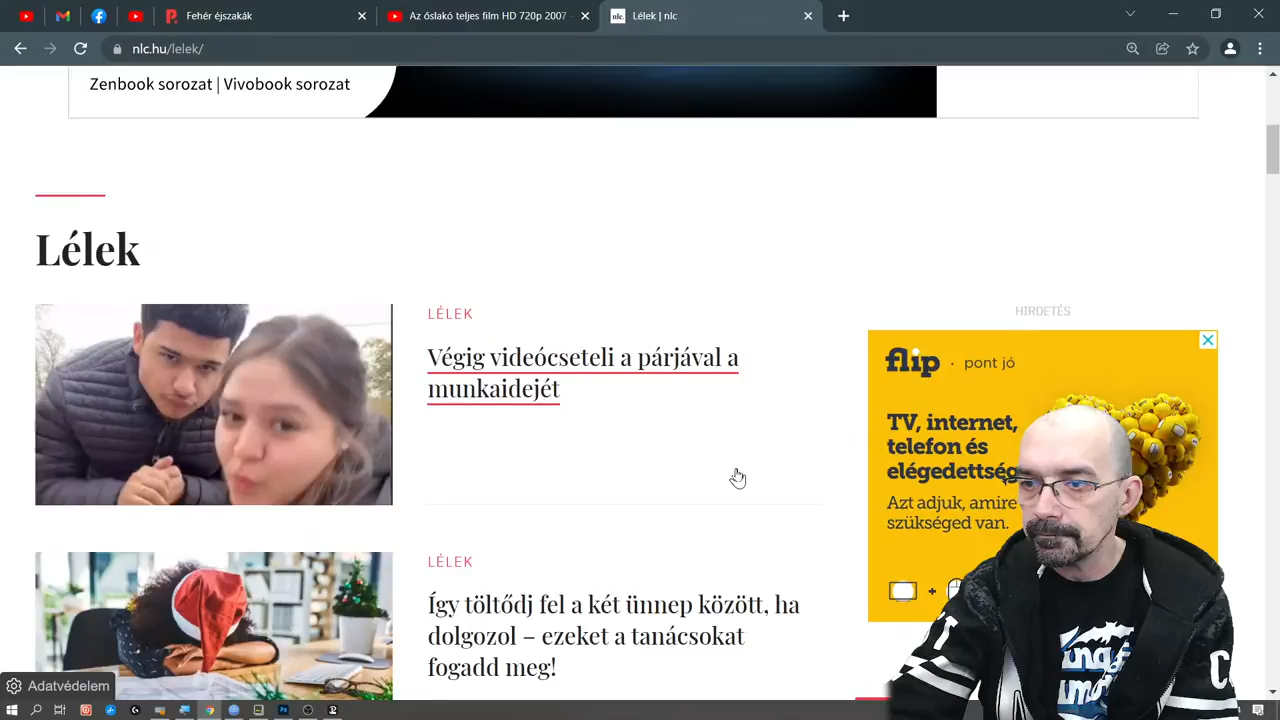 Fehér éjszakák
Az őslakó teljes film HD 720p 2007
nlc.
Lélek | nlc
nlc.hu/lelek/
Zenbook sorozat | Vivobook sorozat
Lélek
LÉLEK
Végig videócseteli a párjával a
munkaidejét
LÉLEK
Így töltődj fel a két ünnep között, ha
dolgozol – ezeket a tanácsokat
fogadd meg!
HIRDETÉS
flip · pont jó
TV, internet,
telefon és
elégedettség
Azt adjuk, amire
szükséged van.
+
Adatvédelem